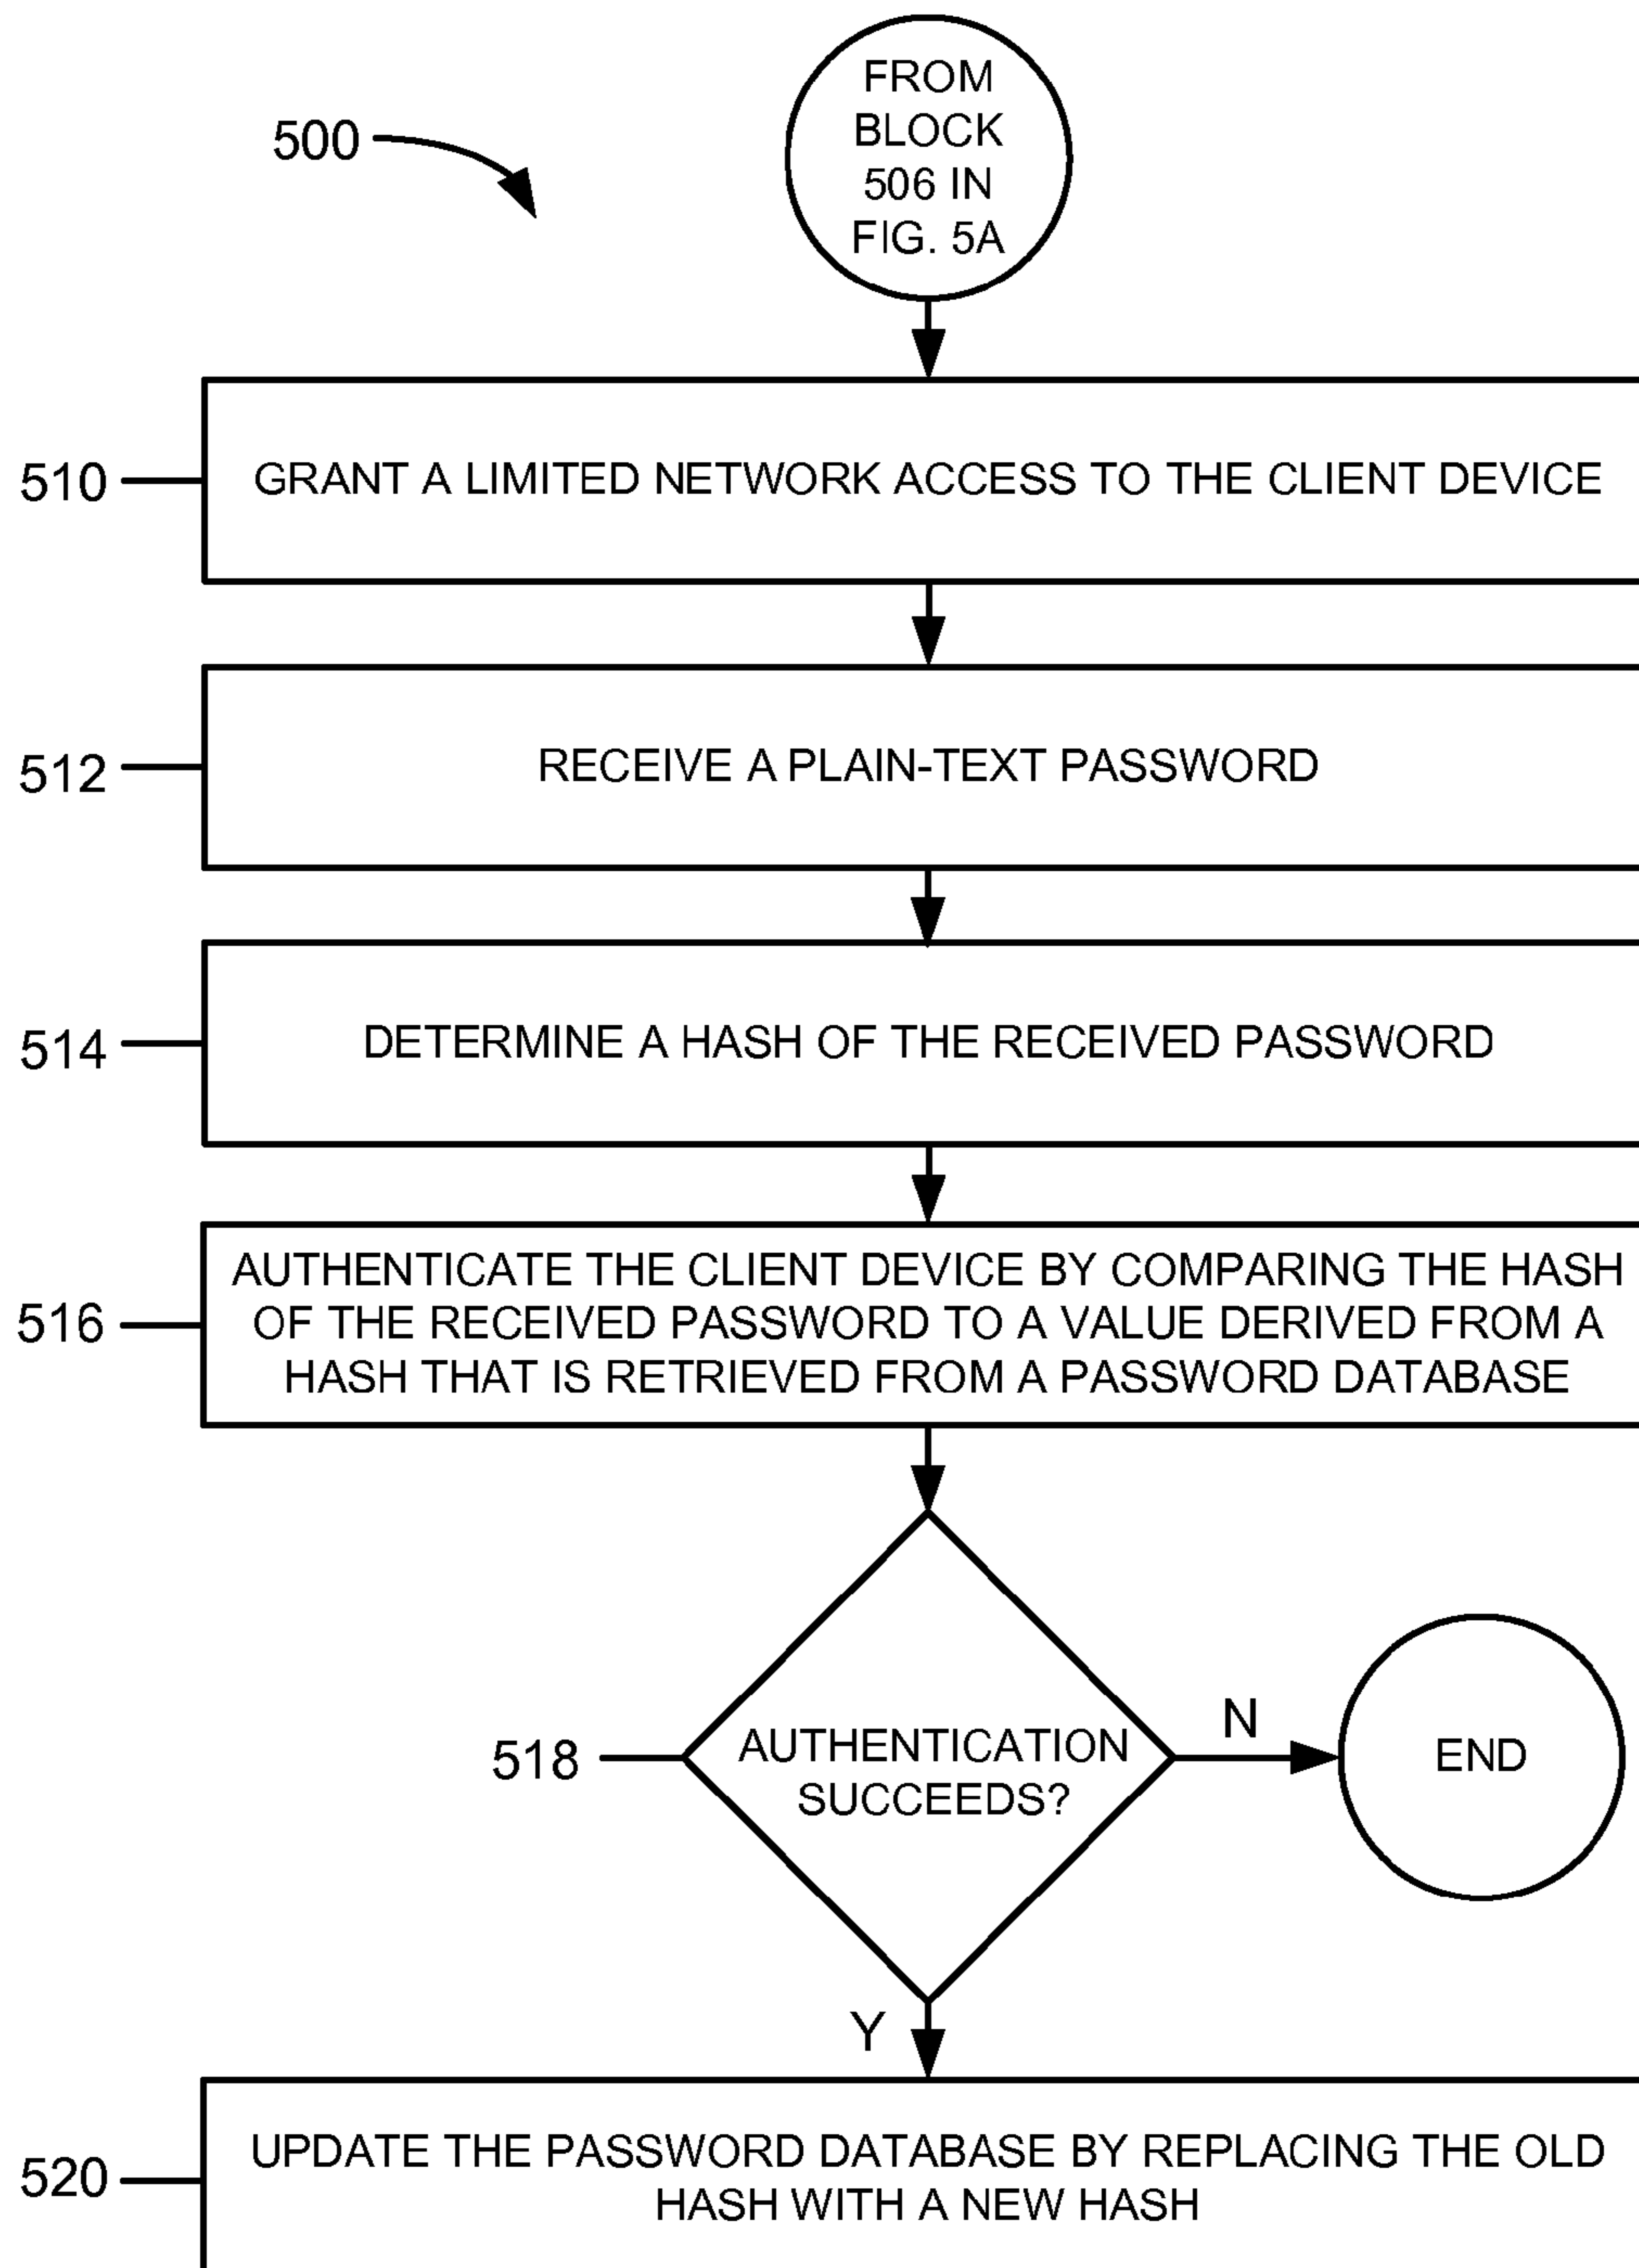 500
FROM
BLOCK
506 IN
FIG. 5A
510
GRANT A LIMITED NETWORK ACCESS TO THE CLIENT DEVICE
512
RECEIVE A PLAIN-TEXT PASSWORD
514
DETERMINE A HASH OF THE RECEIVED PASSWORD
516
AUTHENTICATE THE CLIENT DEVICE BY COMPARING THE HASH
OF THE RECEIVED PASSWORD TO A VALUE DERIVED FROM A
HASH THAT IS RETRIEVED FROM A PASSWORD DATABASE
518
AUTHENTICATION
SUCCEEDS?
N
END
Y
520
UPDATE THE PASSWORD DATABASE BY REPLACING THE OLD
HASH WITH A NEW HASH